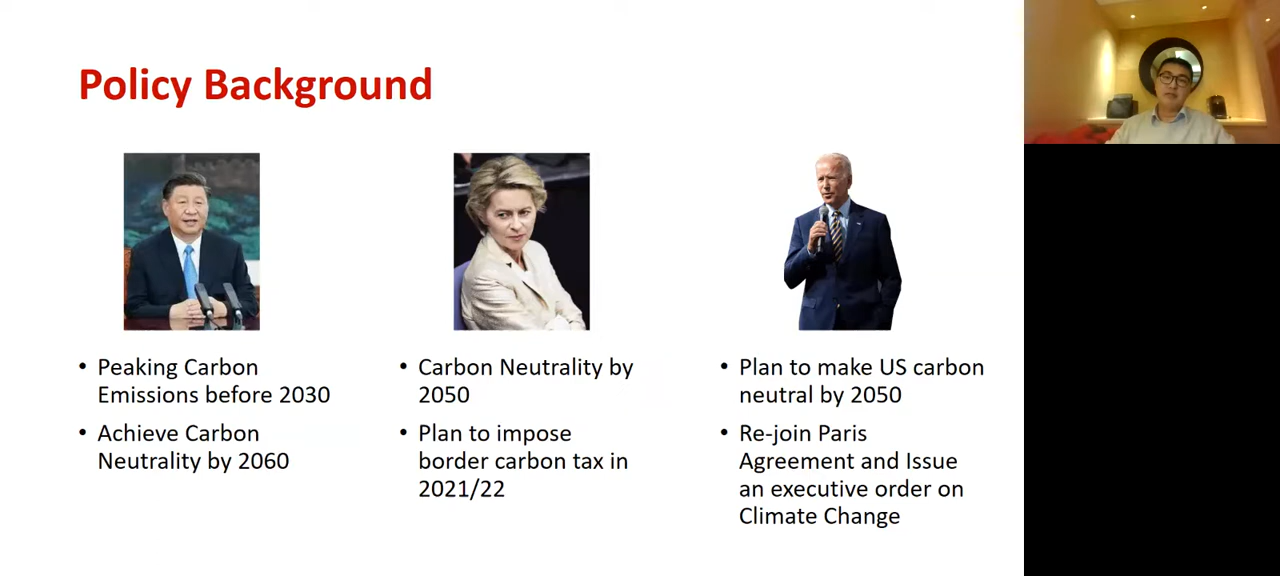 Policy Background
• Peaking Carbon
Emissions before 2030
• Achieve Carbon
Neutrality by 2060
• Carbon Neutrality by
2050
• Plan to impose
border carbon tax in
2021/22
• Plan to make US carbon
neutral by 2050
• Re-join Paris
Agreement and Issue
an executive order on
Climate Change